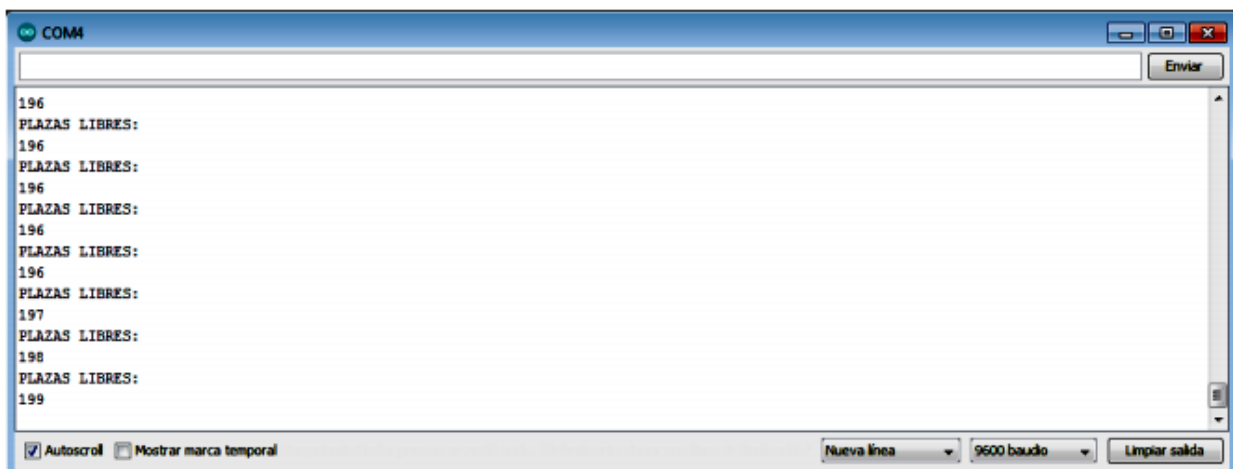 COM4
Enviar
196
PLAZAS LIBRES:
196
PLAZAS LIBRES:
196
PLAZAS LIBRES:
196
PLAZAS LIBRES:
196
PLAZAS LIBRES:
197
PLAZAS LIBRES:
198
PLAZAS LIBRES:
199
Autoscroll Mostrar marca temporal Nueva línea 9600 baudio Limpiar salida